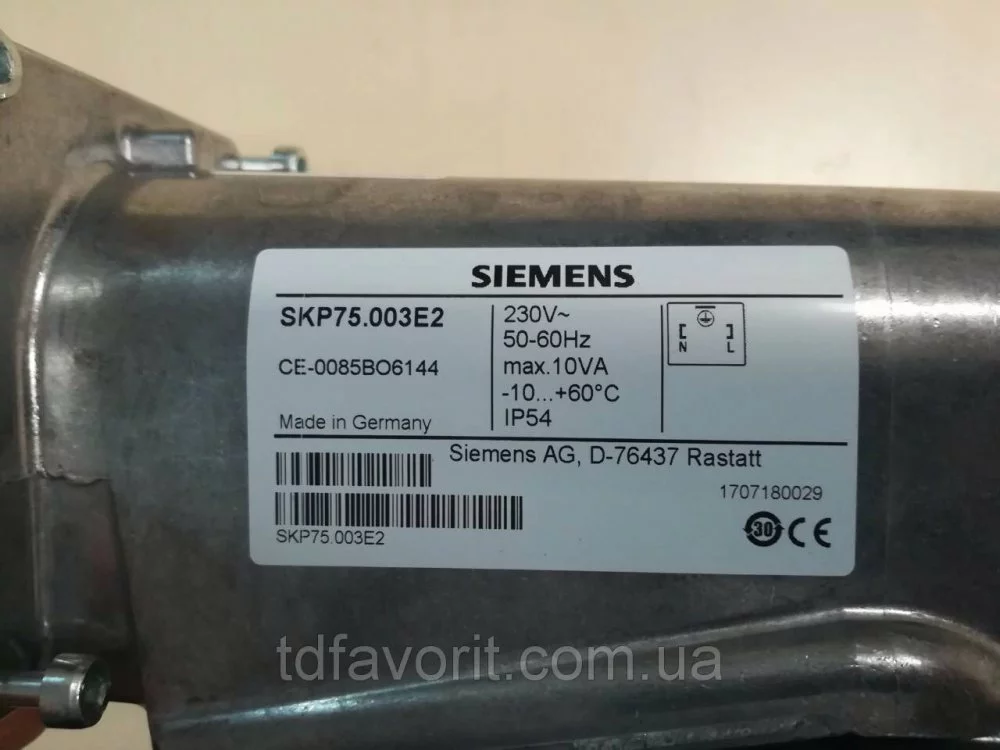 SIEMENS
SKP75.003E2
CE-0085BO6144
Made in Germany
230V~
50-60Hz
max.10VA
-10...+60°C
IP54
N L
Siemens AG, D-76437 Rastatt
1707180029
30 CE
SKP75.003E2
tdfavorit.com.ua